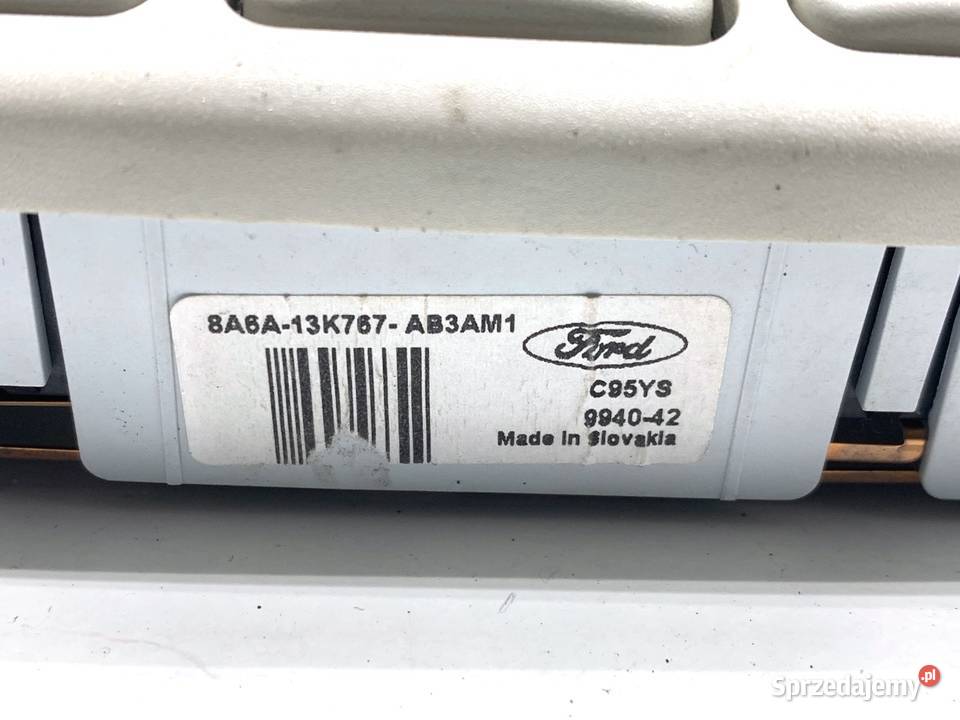 8A6A-13K767- AB3AM1
Ford
C95YS
9940-42
Made in Slovakia
Sprzedajemy.pl